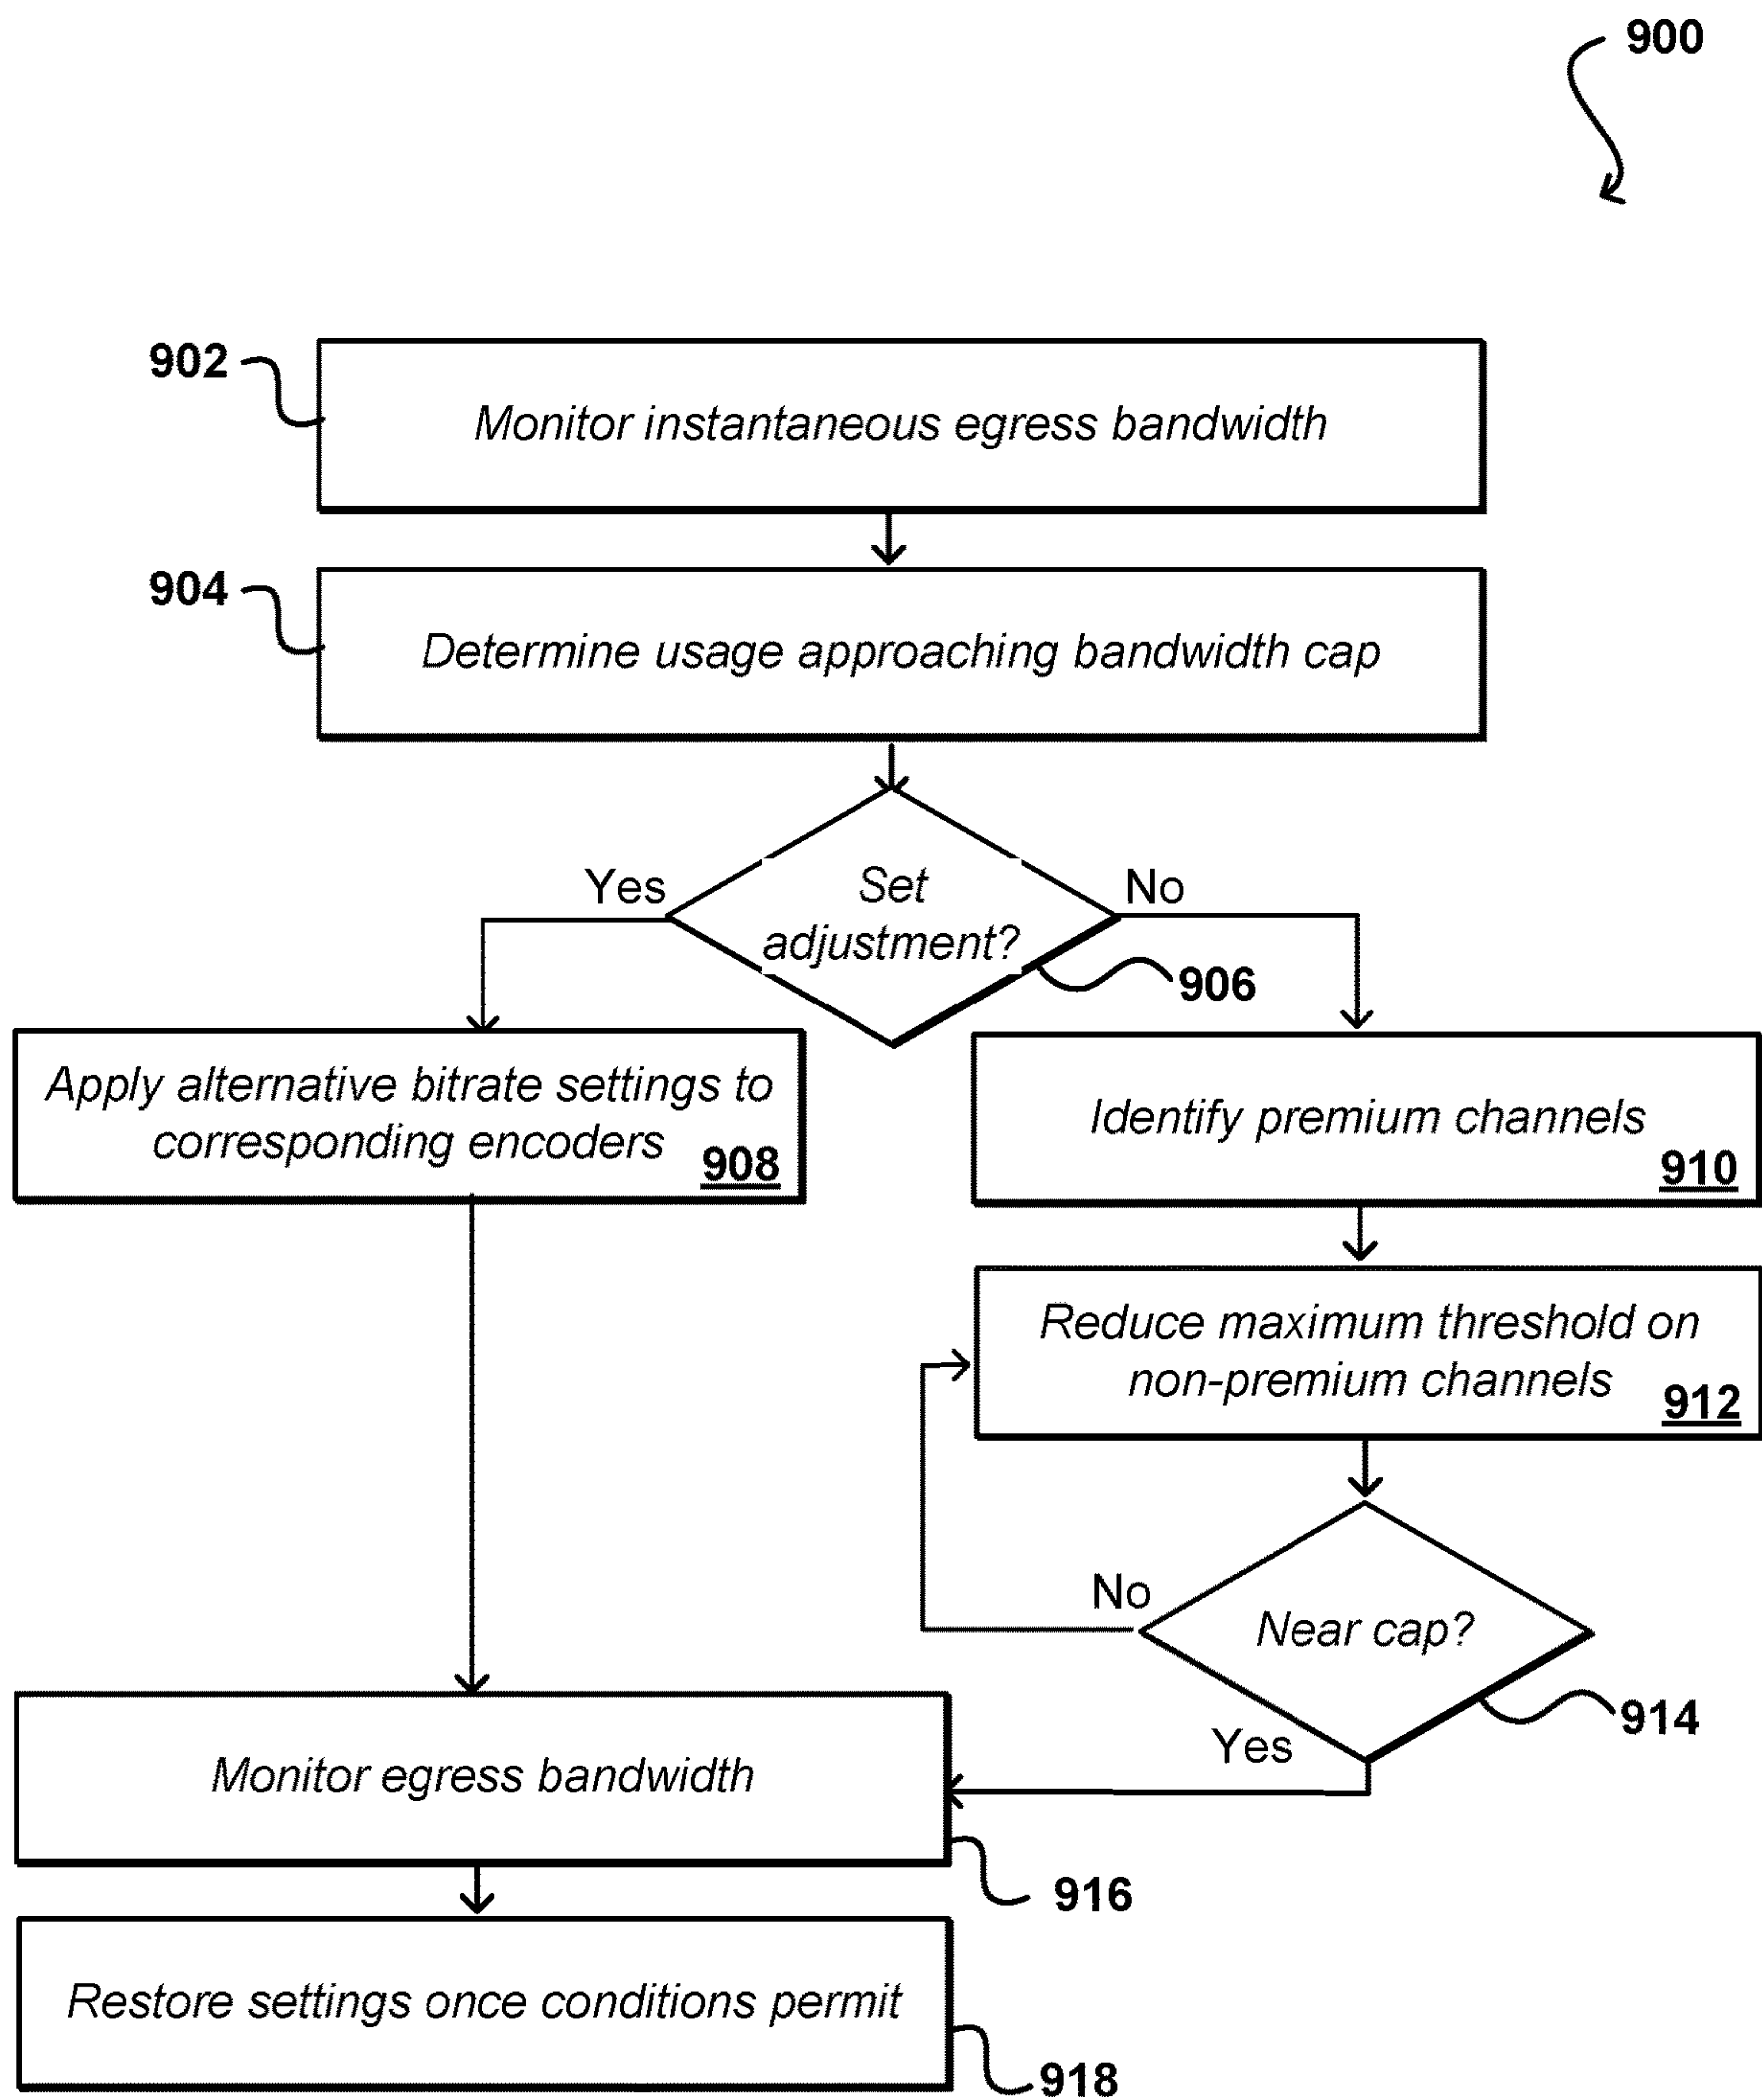 900
902
Monitor instantaneous egress bandwidth
904
Determine usage approaching bandwidth cap
Yes
Set
adjustment?
No
906
Apply alternative bitrate settings to
corresponding encoders
908
Identify premium channels
910
Reduce maximum threshold on
non-premium channels
912
No
Near cap?
914
Yes
Monitor egress bandwidth
916
Restore settings once conditions permit
918